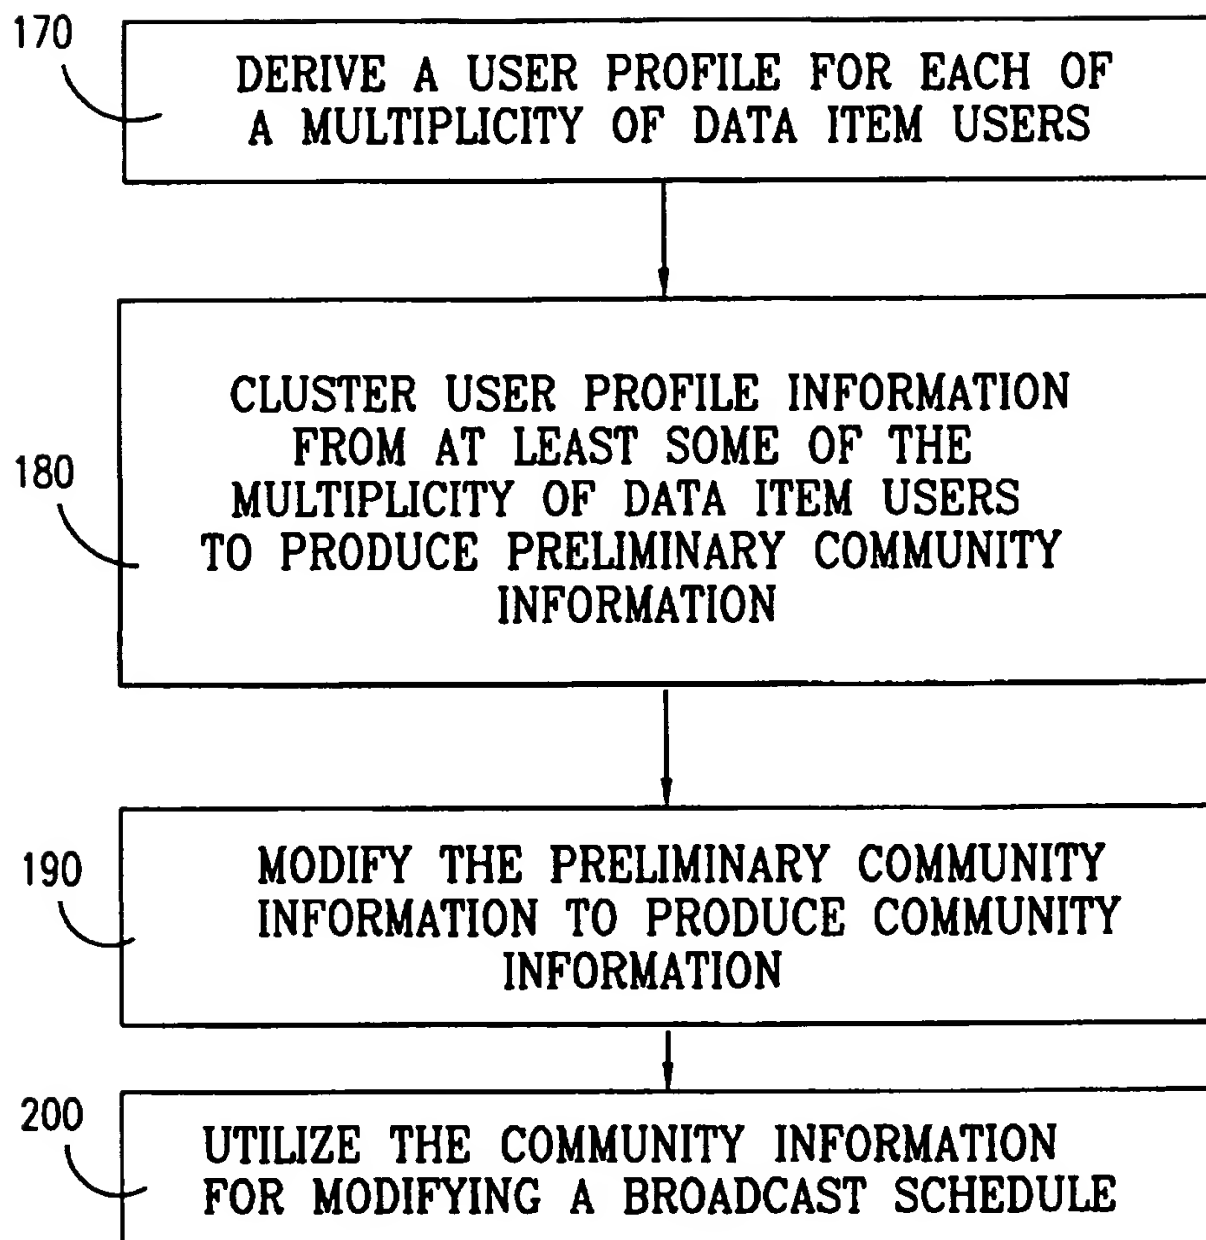 170
DERIVE A USER PROFILE FOR EACH OF
A MULTIPLICITY OF DATA ITEM USERS
180
CLUSTER USER PROFILE INFORMATION
FROM AT LEAST SOME OF THE
MULTIPLICITY OF DATA ITEM USERS
TO PRODUCE PRELIMINARY COMMUNITY
INFORMATION
190
MODIFY THE PRELIMINARY COMMUNITY
INFORMATION TO PRODUCE COMMUNITY
INFORMATION
200
UTILIZE THE COMMUNITY INFORMATION
FOR MODIFYING A BROADCAST SCHEDULE